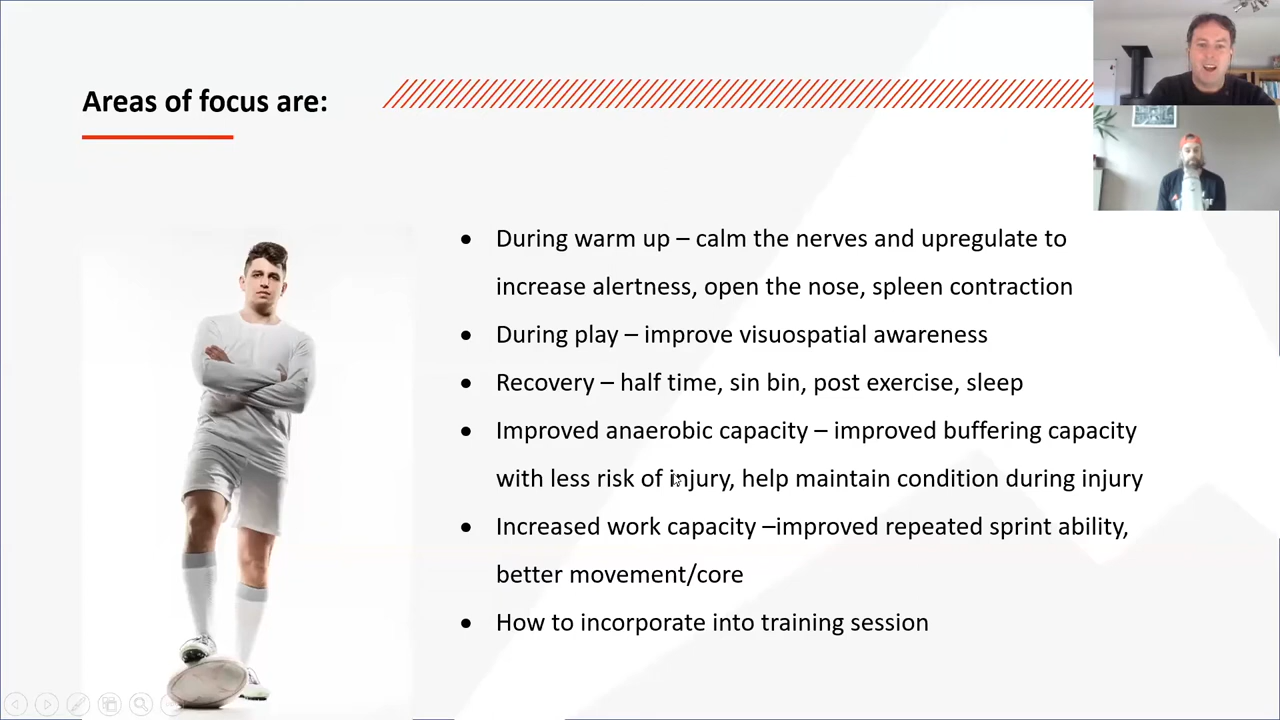 Areas of focus are:
• During warm up – calm the nerves and upregulate to
increase alertness, open the nose, spleen contraction
• During play – improve visuospatial awareness
• Recovery – half time, sin bin, post exercise, sleep
• Improved anaerobic capacity – improved buffering capacity
with less risk of injury, help maintain condition during injury
• Increased work capacity –improved repeated sprint ability,
better movement/core
• How to incorporate into training session